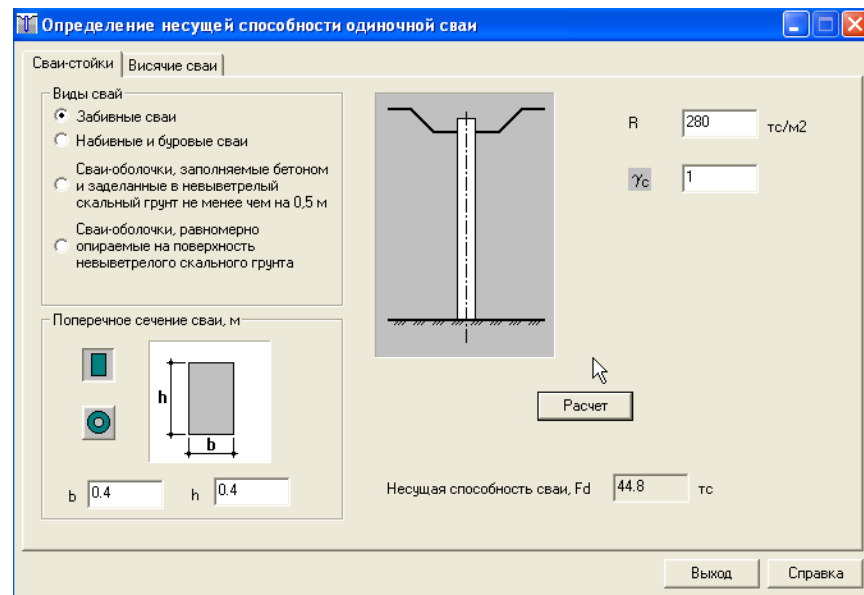 Определение несущей способности одиночной сваи
Сваи-стойки
Висячие сваи
Виды свай
Забивные сваи
Набивные и буровые сваи
Сваи-оболочки, заполняемые бетоном
и заделанные в невыветрелый
скальный грунт не менее чем на 0,5 м
Сваи-оболочки, равномерно
опираемые на поверхность
невыветрелого скального грунта
R 280 тс/м2
γc 1
Поперечное сечение сваи, м
h
b
b 0.4 h 0.4
Расчет
Несущая способность сваи, Fd 44.8 тс
Выход
Справка